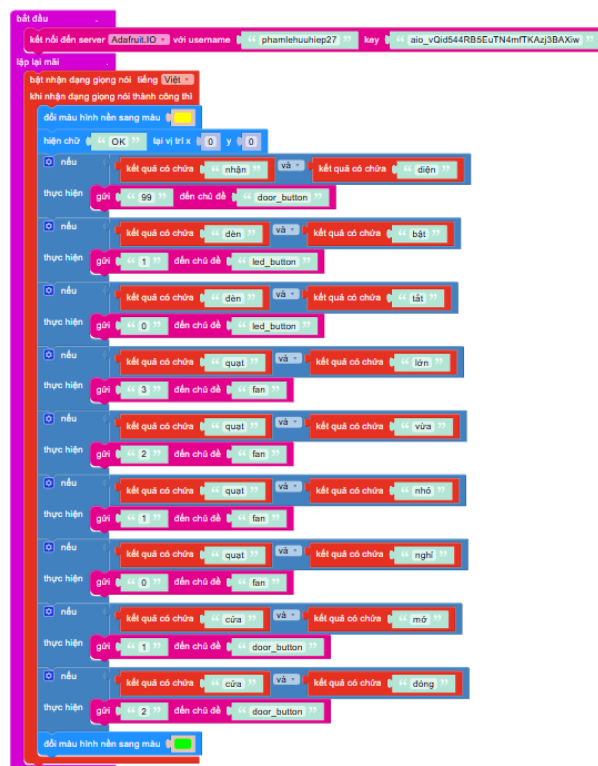 bắt đầu
kết nối đến server Adafruit.IO với username “ phamlehuuhiep27 ” key “ aio_vQid544RB5EuTN4mfTKAzj3BAXiw ”
lặp lại mãi
bật nhận dạng giọng nói tiếng Việt
khi nhận dạng giọng nói thành công thì
đổi màu hình nền sang màu
hiện chữ “ OK ” tại vị trí x 0 y 0
nếu kết quả có chứa “ nhận ” và kết quả có chứa “ diện ”
thực hiện gửi “ 99 ” đến chủ đề “ door_button ”
nếu kết quả có chứa “ đèn ” và kết quả có chứa “ bật ”
thực hiện gửi “ 1 ” đến chủ đề “ led_button ”
nếu kết quả có chứa “ đèn ” và kết quả có chứa “ tắt ”
thực hiện gửi “ 0 ” đến chủ đề “ led_button ”
nếu kết quả có chứa “ quạt ” và kết quả có chứa “ lớn ”
thực hiện gửi “ 3 ” đến chủ đề “ fan ”
nếu kết quả có chứa “ quạt ” và kết quả có chứa “ vừa ”
thực hiện gửi “ 2 ” đến chủ đề “ fan ”
nếu kết quả có chứa “ quạt ” và kết quả có chứa “ nhỏ ”
thực hiện gửi “ 1 ” đến chủ đề “ fan ”
nếu kết quả có chứa “ quạt ” và kết quả có chứa “ nghỉ ”
thực hiện gửi “ 0 ” đến chủ đề “ fan ”
nếu kết quả có chứa “ cửa ” và kết quả có chứa “ mở ”
thực hiện gửi “ 1 ” đến chủ đề “ door_button ”
nếu kết quả có chứa “ cửa ” và kết quả có chứa “ đóng ”
thực hiện gửi “ 2 ” đến chủ đề “ door_button ”
đổi màu hình nền sang màu